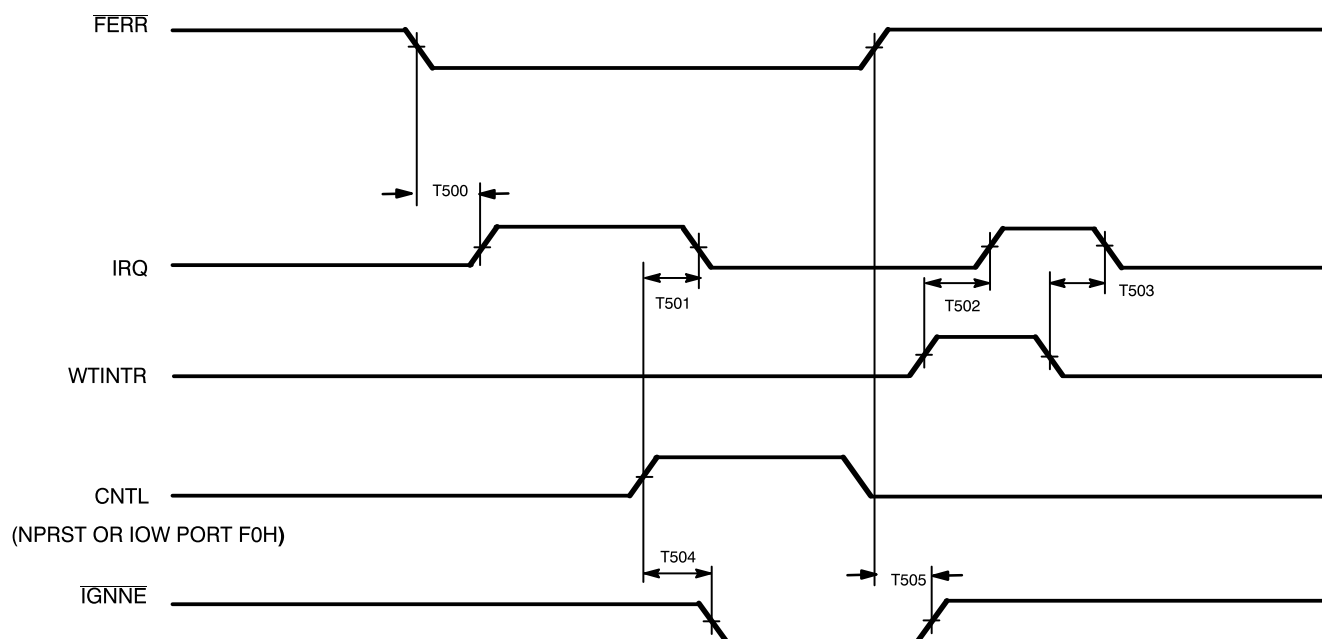 FERR
T500
IRQ
T501
T502
T503
WTINTR
CNTL
(NPRST OR IOW PORT F0H)
T504
T505
IGNNE